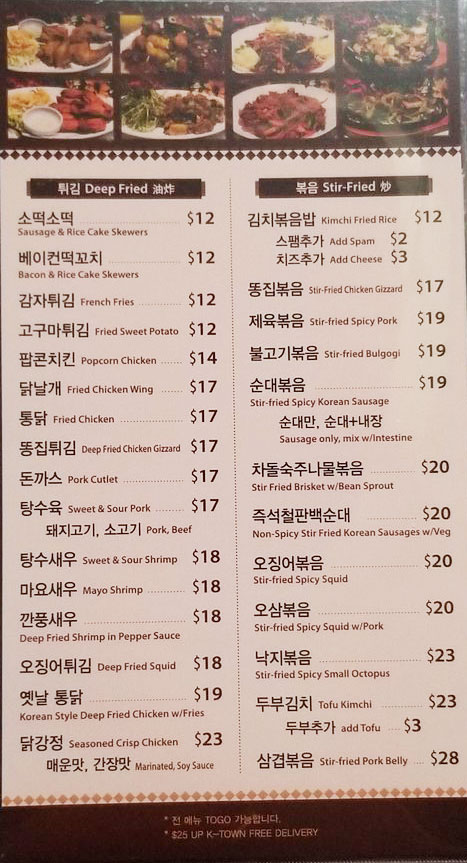 튀김 Deep Fried 油炸
소떡소떡 $12
Sausage & Rice Cake Skewers
베이컨떡꼬치 $12
Bacon & Rice Cake Skewers
감자튀김 French Fries $12
고구마튀김 Fried Sweet Potato $12
팝콘치킨 Popcorn Chicken $14
닭날개 Fried Chicken Wing $17
통닭 Fried Chicken $17
똥집튀김 Deep Fried Chicken Gizzard $17
돈까스 Pork Cutlet $17
탕수육 Sweet & Sour Pork $17
돼지고기, 소고기 Pork, Beef
탕수새우 Sweet & Sour Shrimp $18
마요새우 Mayo Shrimp $18
깐풍새우 $18
Deep Fried Shrimp in Pepper Sauce
오징어튀김 Deep Fried Squid $18
옛날 통닭 $19
Korean Style Deep Fried Chicken w/Fries
닭강정 Seasoned Crisp Chicken $23
매운맛, 간장맛 Marinated, Soy Sauce
볶음 Stir-Fried 炒
김치볶음밥 Kimchi Fried Rice $12
스팸추가 Add Spam $2
치즈추가 Add Cheese $3
똥집볶음 Stir-Fried Chicken Gizzard $17
제육볶음 Stir-fried Spicy Pork $19
불고기볶음 Stir-fried Bulgogi $19
순대볶음 $19
Stir-fried Spicy Korean Sausage
순대만, 순대+내장
Sausage only, mix w/Intestine
차돌숙주나물볶음 $20
Stir Fried Brisket w/Bean Sprout
즉석철판백순대 $20
Non-Spicy Stir Fried Korean Sausages w/Veg
오징어볶음 $20
Stir-fried Spicy Squid
오삼볶음 $20
Stir-fried Spicy Squid w/Pork
낙지볶음 $23
Stir-fried Spicy Small Octopus
두부김치 Tofu Kimchi $23
두부추가 add Tofu $3
삼겹볶음 Stir-fried Pork Belly $28
* 전 메뉴 TOGO 가능합니다.
* $25 UP K-TOWN FREE DELIVERY